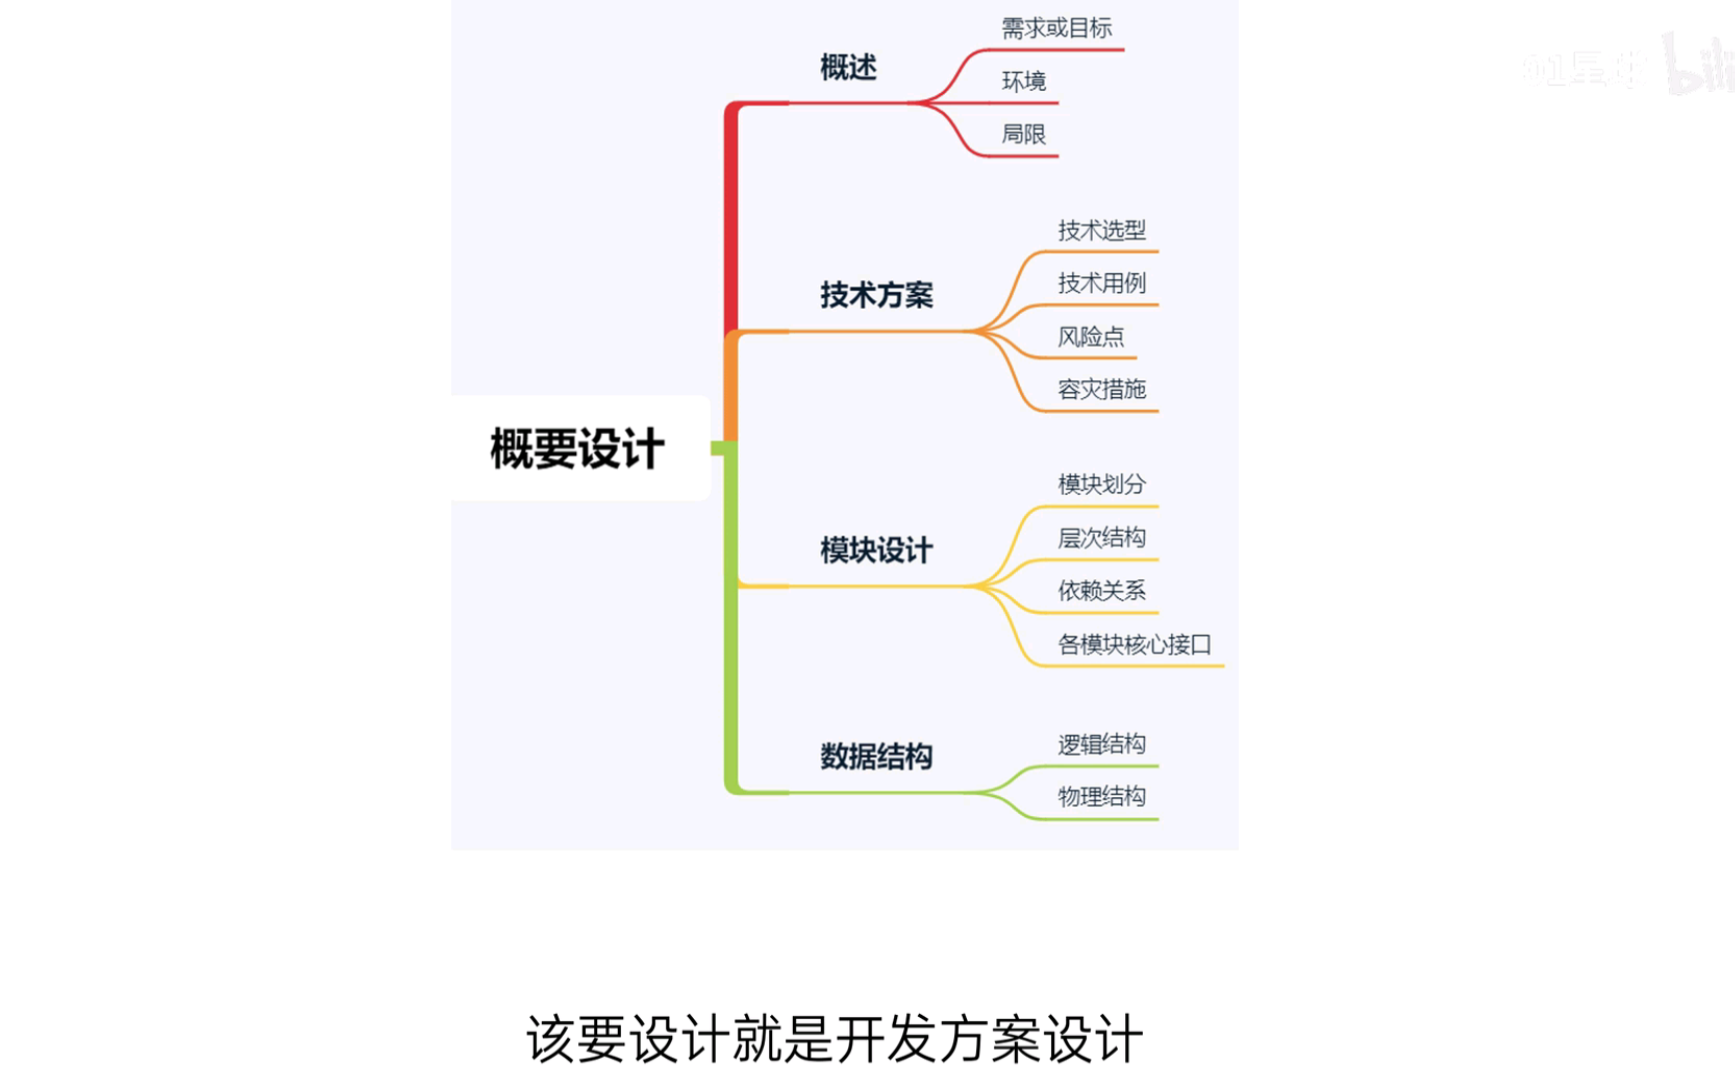 概述
需求或目标
环境
局限
技术方案
技术选型
技术用例
风险点
容灾措施
概要设计
模块设计
模块划分
层次结构
依赖关系
各模块核心接口
数据结构
逻辑结构
物理结构
该要设计就是开发方案设计
bili